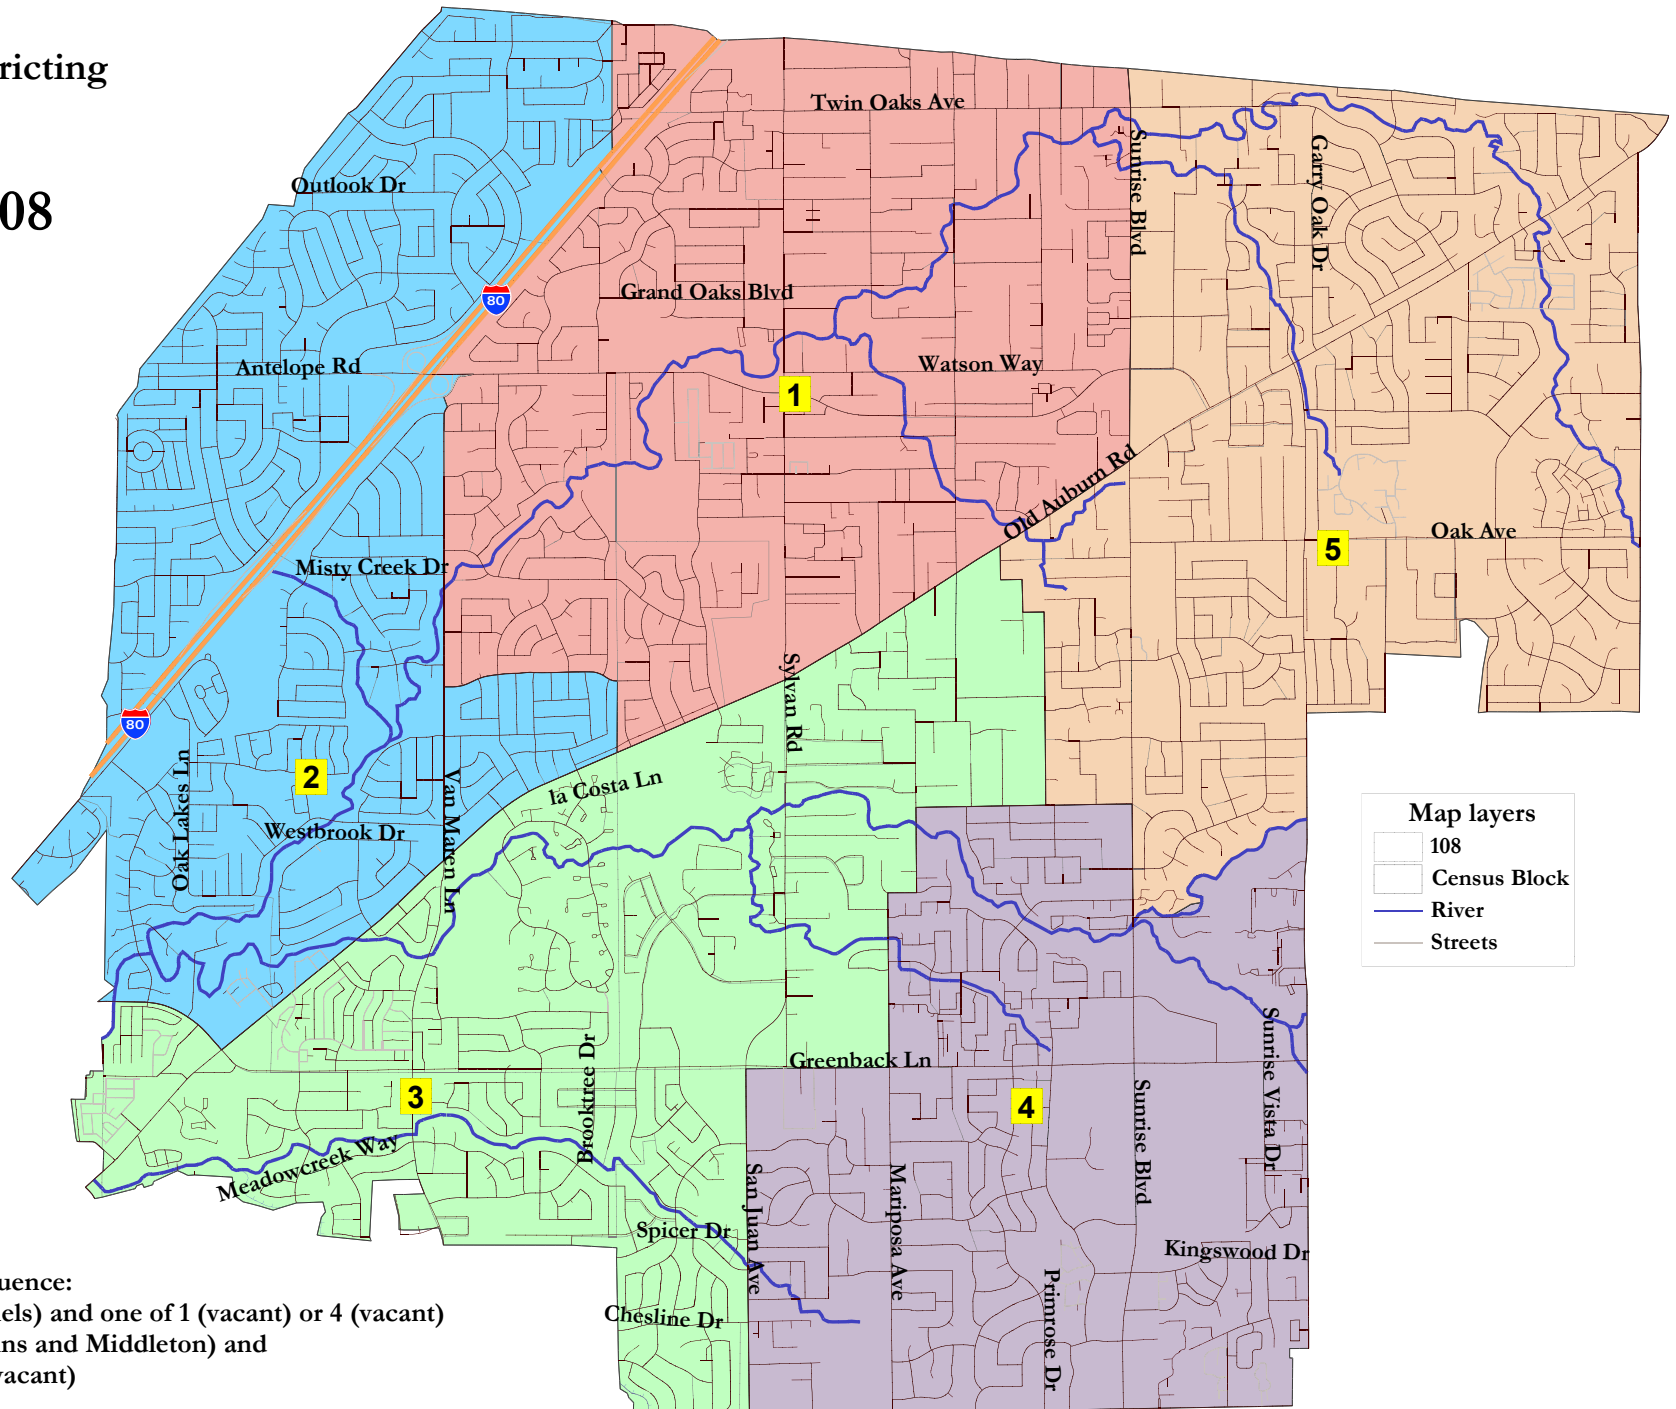 ricting
08
Twin Oaks Ave
Sunrise Blvd
Garry Oak Dr
Outlook Dr
80
Grand Oaks Blvd
Antelope Rd
Watson Way
1
Old Auburn Rd
Oak Ave
5
Misty Creek Dr
Sylvan Rd
80
2
la Costa Ln
Oak Lakes Ln
Van Maren Ln
Westbrook Dr
Map layers
108
Census Block
River
Streets
Greenback Ln
Sunrise Vista Dr
3
Brooktree Dr
4
Sunrise Blvd
Meadowcreek Way
San Juan Ave
Mariposa Ave
Spicer Dr
Kingswood Dr
Primrose Dr
Chesline Dr
uence:
els) and one of 1 (vacant) or 4 (vacant)
ns and Middleton) and
vacant)